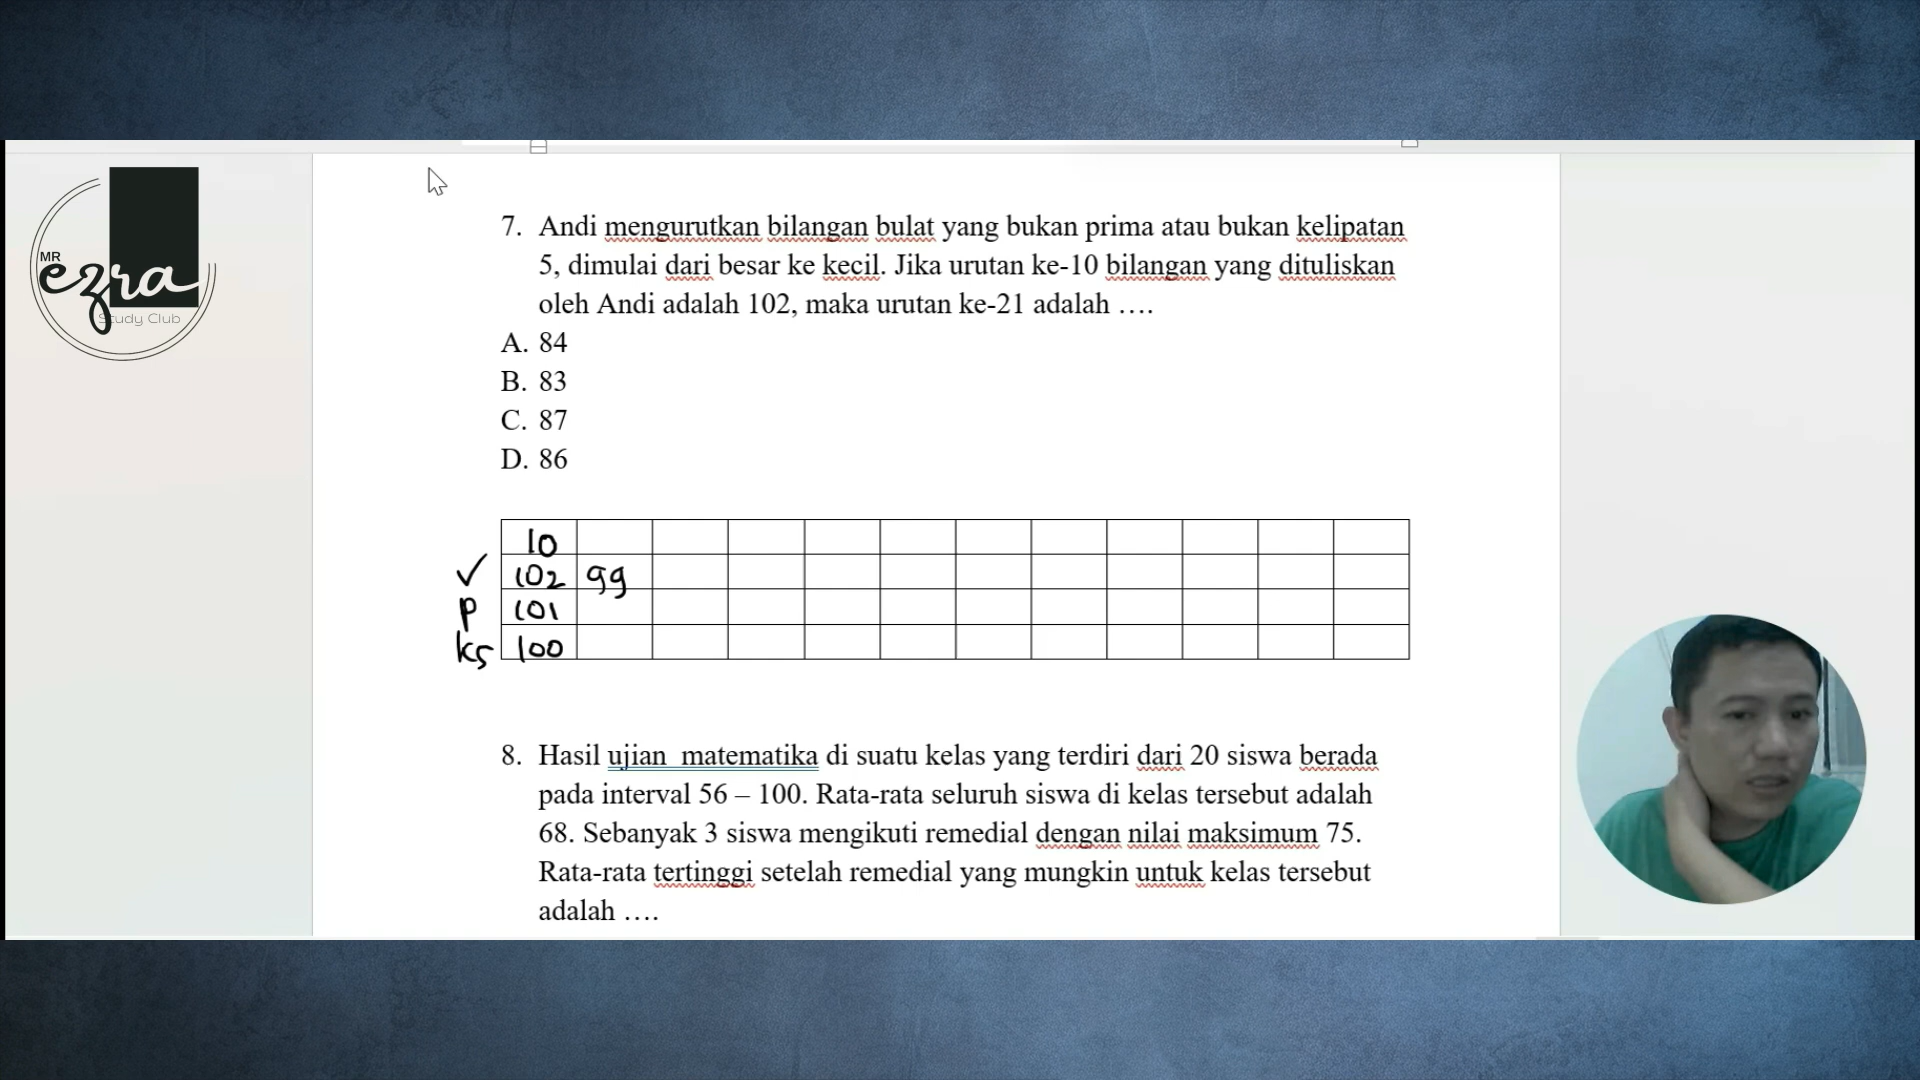 MR
ezra
Study Club
7. Andi mengurutkan bilangan bulat yang bukan prima atau bukan kelipatan
5, dimulai dari besar ke kecil. Jika urutan ke-10 bilangan yang dituliskan
oleh Andi adalah 102, maka urutan ke-21 adalah ….
A. 84
B. 83
C. 87
D. 86
10
✓ 102 99
P 101
k5 100
8. Hasil ujian matematika di suatu kelas yang terdiri dari 20 siswa berada
pada interval 56 – 100. Rata-rata seluruh siswa di kelas tersebut adalah
68. Sebanyak 3 siswa mengikuti remedial dengan nilai maksimum 75.
Rata-rata tertinggi setelah remedial yang mungkin untuk kelas tersebut
adalah ….